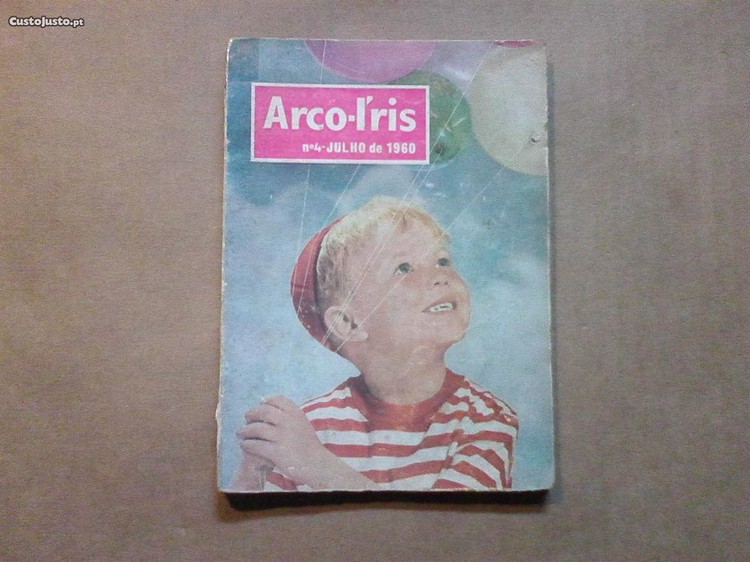 CustoJusto.pt
Arco-Íris
nº4-JULHO de 1960